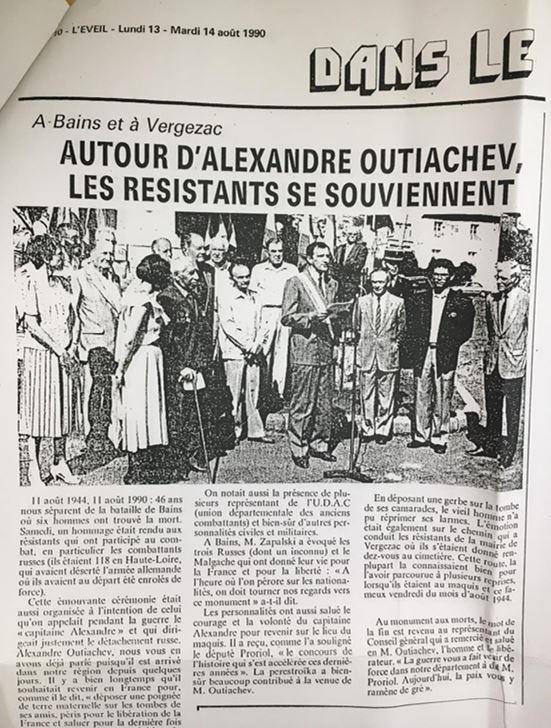 10 - L'EVEIL - Lundi 13 - Mardi 14 août 1990
DANS LE
A Bains et à Vergezac
AUTOUR D'ALEXANDRE OUTIACHEV,
LES RESISTANTS SE SOUVIENNENT
11 août 1944, 11 août 1990 : 46 ans
nous séparent de la bataille de Bains
où six hommes ont trouvé la mort.
Samedi, un hommage était rendu aux
résistants qui ont participé au com-
bat, en particulier les combattants
russes (ils étaient 118 en Haute-Loire,
qui avaient déserté l'armée allemande
où ils avaient au départ été enrolés de
force).
Cette émouvante cérémonie était
aussi organisée à l'intention de celui
qu'on appelait pendant la guerre le
« capitaine Alexandre » et qui diri-
geait justement le détachement russe.
Alexandre Outiachev, nous vous en
avons déjà parlé puisqu'il est arrivé
dans notre région depuis quelques
jours. Il y a bien longtemps qu'il
souhaitait revenir en France pour,
comme il le dit, « déposer une poignée
de terre maternelle sur les tombes de
ses amis, péris pour la libération de la
France et saluer pour la dernière fois
On notait aussi la présence de plu-
sieurs représentant de l'U.D.A.C
(union départementale des anciens
combattants) et bien-sûr d'autres per-
sonnalités civiles et militaires.
A Bains, M. Zapalski a évoqué les
trois Russes (dont un inconnu) et le
Malgache qui ont donné leur vie pour
la France et pour la liberté : « A
l'heure où l'on pérore sur les nationa-
lités, on doit tourner nos regards vers
ce monument » a-t-il dit.
Les personnalités ont aussi salué le
courage et la volonté du capitaine
Alexandre pour revenir sur le lieu du
maquis. Il a reçu, comme l'a souligné
le député Proriol, « le concours de
l'histoire qui s'est accélérée ces derniè-
res années ». La perestroïka a bien-
sûr beaucoup contribué à la venue de
M. Outiachev.
En déposant une gerbe sur la tombe
de ses camarades, le vieil homme n'a
pu réprimer ses larmes. L'émotion
était également sur le chemin qui
conduit les résistants de la mairie de
Vergezac où ils s'étaient donné ren-
dez-vous au cimetière. Cette route, la
plupart la connaissaient bien pour
l'avoir parcourue à plusieurs reprises,
lorsqu'ils étaient au maquis et ce fa-
meux vendredi du mois d'août 1944.
Au monument aux morts, le mot de
la fin est revenu au représentant du
Conseil général qui a remercié et salué
en M. Outiachev, l'homme et le libé-
rateur. « La guerre vous a fait venir de
force dans notre département a dit M.
Proriol. Aujourd'hui, la paix vous y
ramène de gré ».